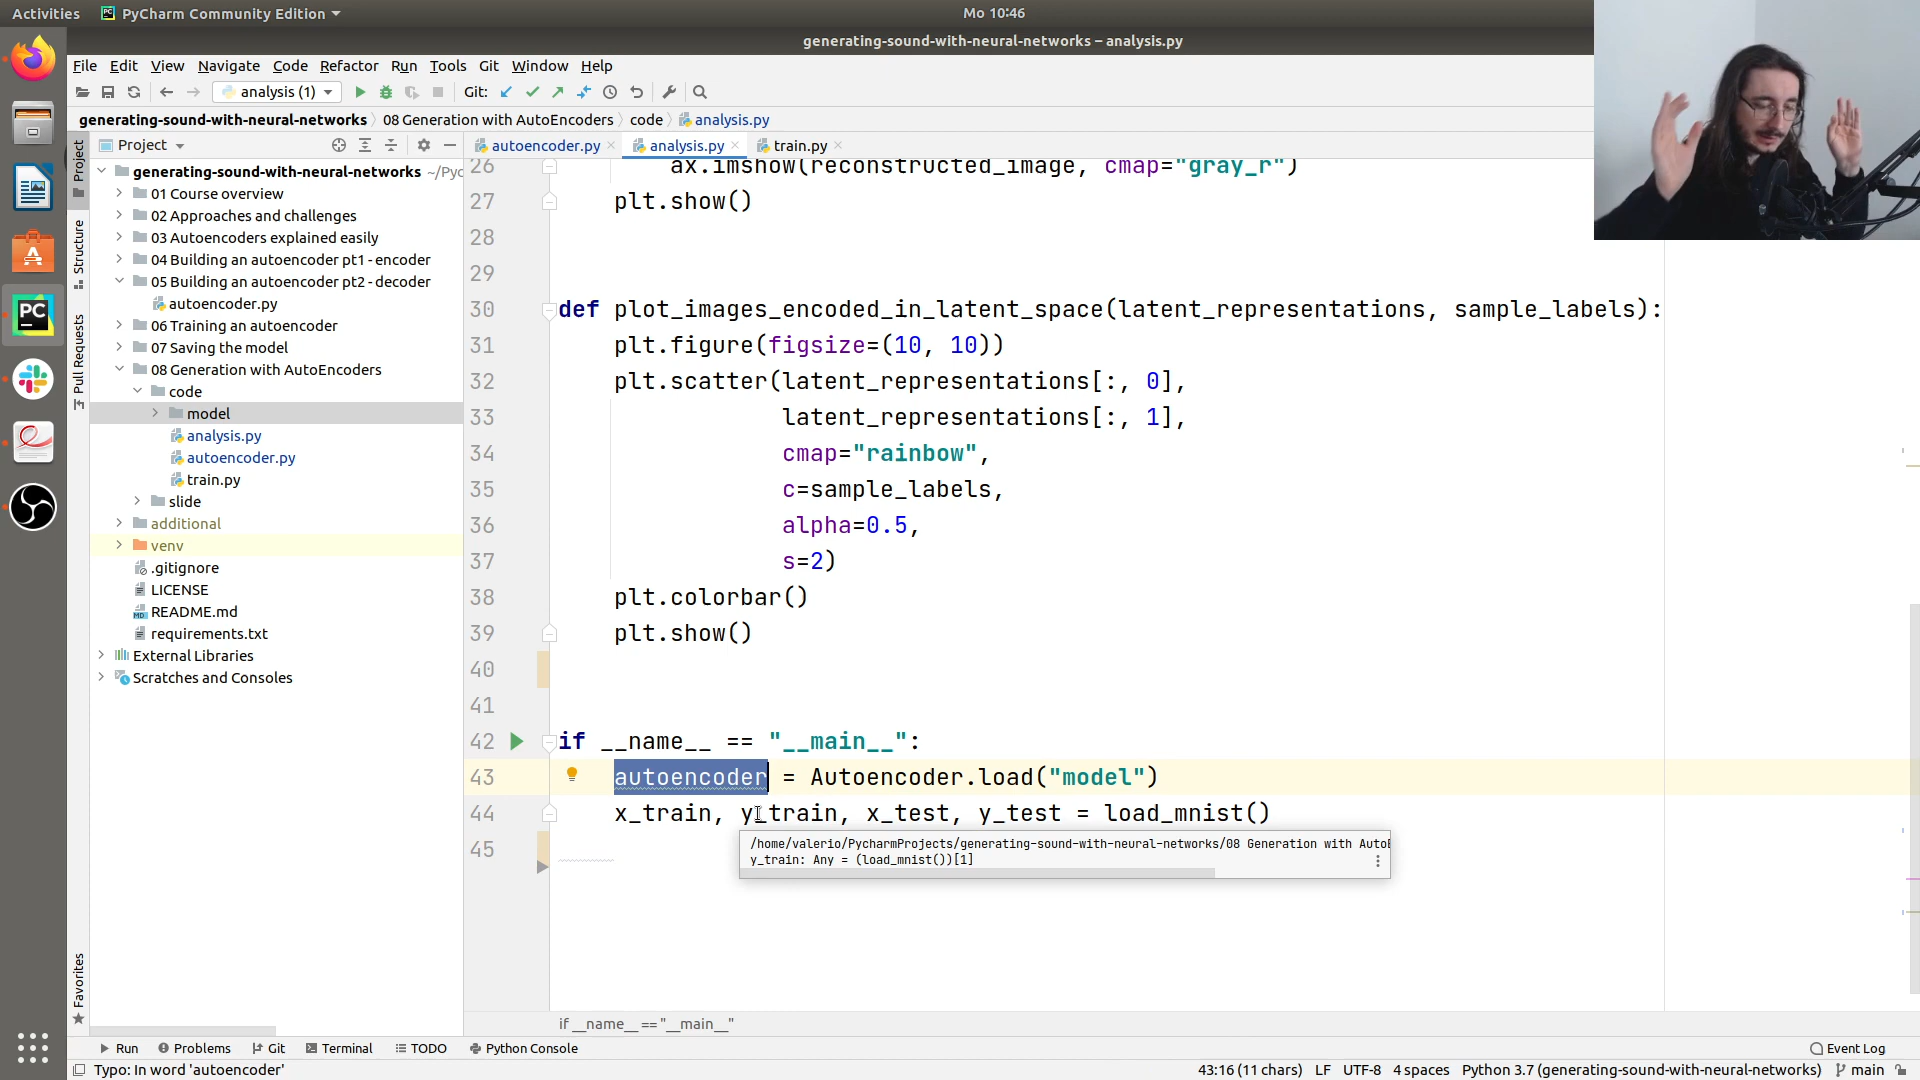 Activities
PyCharm Community Edition
Mo 10:46
generating-sound-with-neural-networks – analysis.py
File Edit View Navigate Code Refactor Run Tools Git Window Help
analysis (1)
Git:
generating-sound-with-neural-networks 08 Generation with AutoEncoders code analysis.py
Project
autoencoder.py
analysis.py
train.py
Project
Structure
Pull Requests
Favorites
generating-sound-with-neural-networks ~/Pyc
01 Course overview
02 Approaches and challenges
03 Autoencoders explained easily
04 Building an autoencoder pt1 - encoder
05 Building an autoencoder pt2 - decoder
autoencoder.py
06 Training an autoencoder
07 Saving the model
08 Generation with AutoEncoders
code
model
analysis.py
autoencoder.py
train.py
slide
additional
venv
.gitignore
LICENSE
README.md
requirements.txt
External Libraries
Scratches and Consoles
26 ax.imshow(reconstructed_image, cmap="gray_r")
27 plt.show()
28
29
30 def plot_images_encoded_in_latent_space(latent_representations, sample_labels):
31 plt.figure(figsize=(10, 10))
32 plt.scatter(latent_representations[:, 0],
33 latent_representations[:, 1],
34 cmap="rainbow",
35 c=sample_labels,
36 alpha=0.5,
37 s=2)
38 plt.colorbar()
39 plt.show()
40
41
42 if __name__ == "__main__":
43 autoencoder = Autoencoder.load("model")
44 x_train, y_train, x_test, y_test = load_mnist()
45
/home/valerio/PycharmProjects/generating-sound-with-neural-networks/08 Generation with AutoE
y_train: Any = (load_mnist())[1]
if __name__ == "__main__"
Run Problems Git Terminal TODO Python Console
Event Log
Typo: In word 'autoencoder'
43:16 (11 chars) LF UTF-8 4 spaces Python 3.7 (generating-sound-with-neural-networks) main